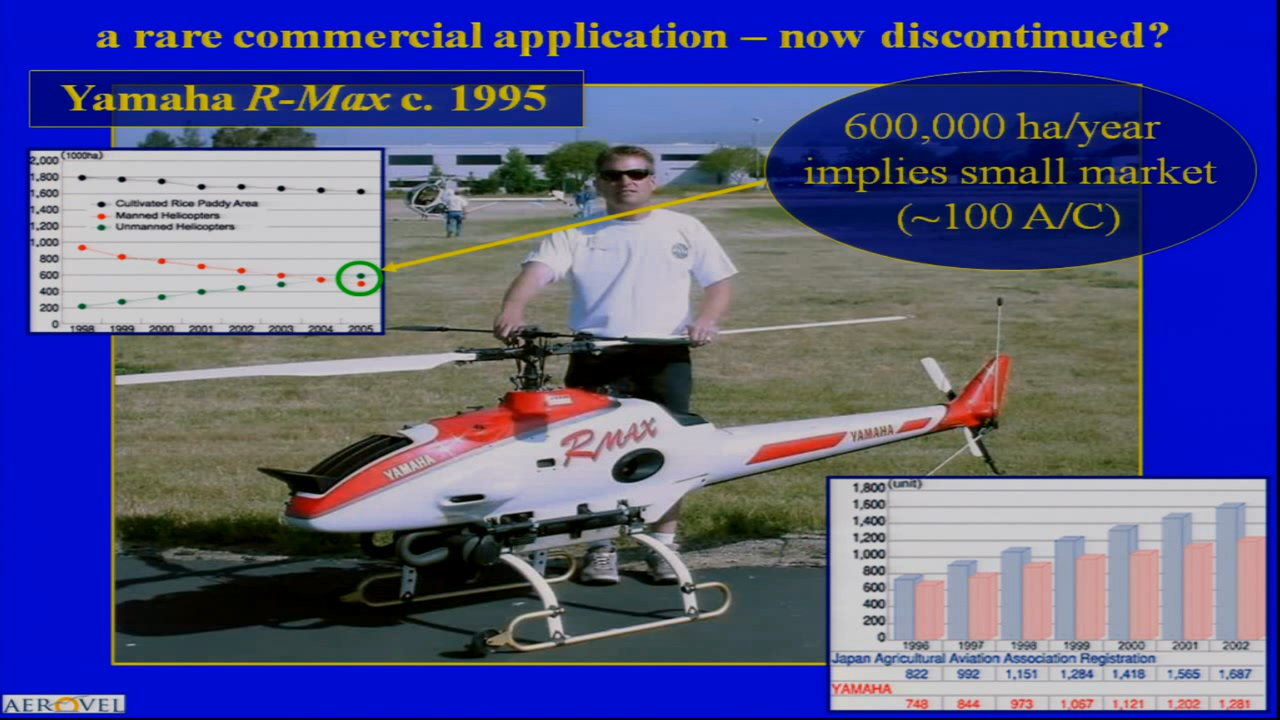 a rare commercial application – now discontinued?
Yamaha R-Max c. 1995
600,000 ha/year
implies small market
(~100 A/C)
2,000 (1000ha)
1,800
1,600
1,400
1,200
1,000
800
600
400
200
0
Cultivated Rice Paddy Area
Manned Helicopters
Unmanned Helicopters
1998 1999 2000 2001 2002 2003 2004 2005
RMAX
YAMAHA
YAMAHA
1,800 (unit)
1,600
1,400
1,200
1,000
800
600
400
200
0
1996 1997 1998 1999 2000 2001 2002
Japan Agricultural Aviation Association Registration
822 992 1,151 1,284 1,418 1,565 1,687
YAMAHA
748 844 973 1,067 1,121 1,202 1,281
AEROVEL